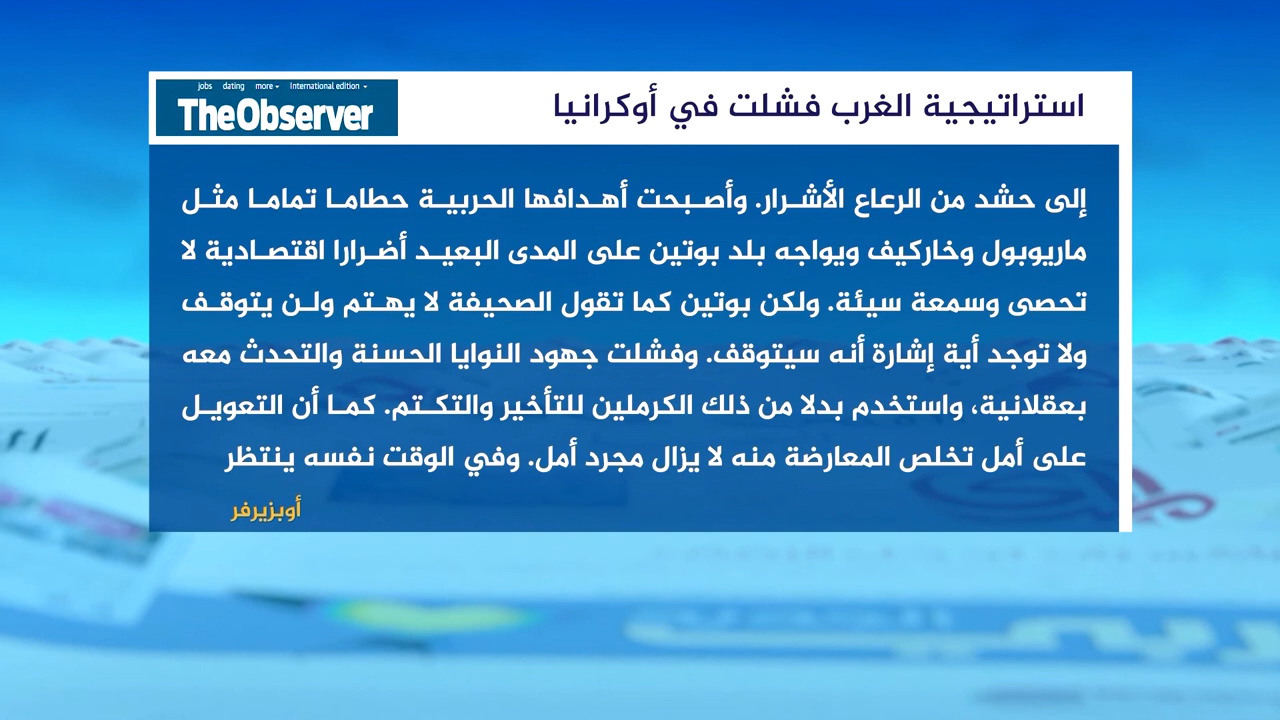 jobs dating more International edition
TheObserver
استراتيجية الغرب فشلت في أوكرانيا
إلى حشد من الرعاع الأشرار. وأصبحت أهدافها الحربية حطاما تماما مثل
ماريوبول وخاركيف ويواجه بلد بوتين على المدى البعيد أضرارا اقتصادية لا
تحصى وسمعة سيئة. ولكن بوتين كما تقول الصحيفة لا يهتم ولن يتوقف
ولا توجد أية إشارة أنه سيتوقف. وفشلت جهود النوايا الحسنة والتحدث معه
بعقلانية، واستخدم بدلا من ذلك الكرملين للتأخير والتكتم. كما أن التعويل
على أمل تخلص المعارضة منه لا يزال مجرد أمل. وفي الوقت نفسه ينتظر
أوبزيرفر